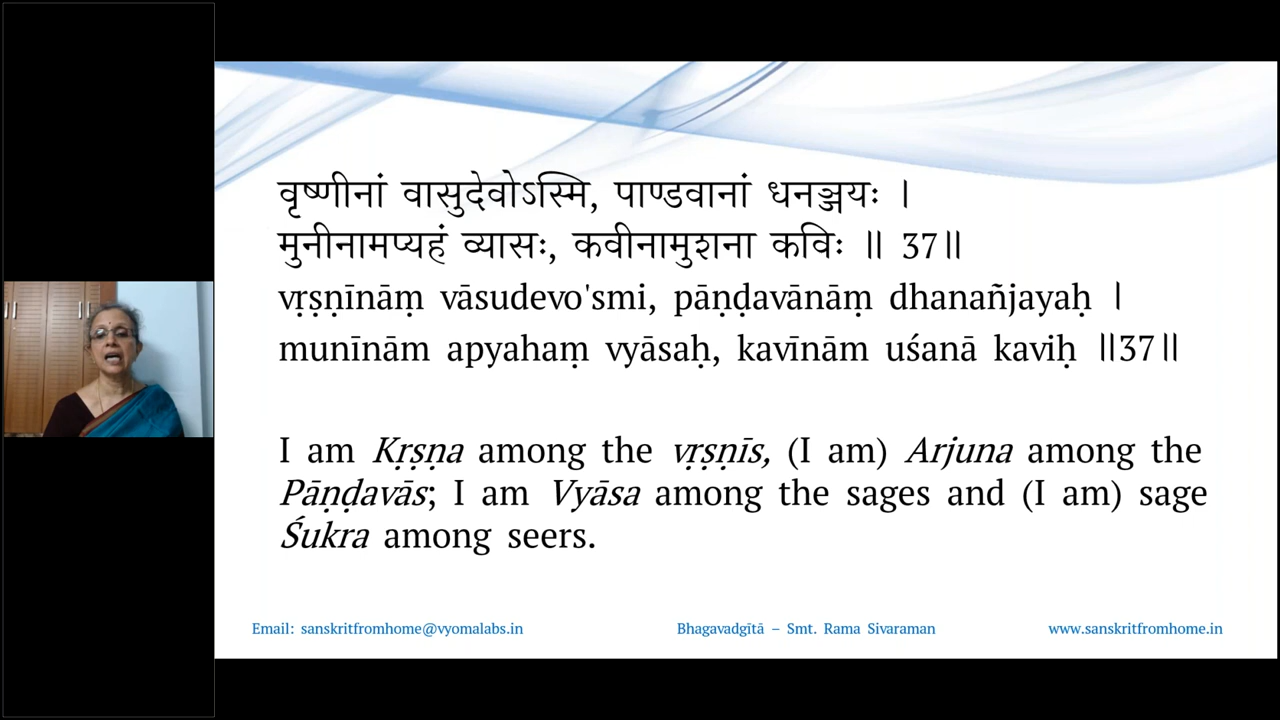 वृष्णीनां वासुदेवोऽस्मि, पाण्डवानां धनञ्जयः ।
मुनीनामप्यहं व्यासः, कवीनामुशना कविः ॥ 37॥
vṛṣṇīnāṃ vāsudevo'smi, pāṇḍavānāṃ dhanañjayaḥ ।
munīnām apyahaṃ vyāsaḥ, kavīnām uśanā kaviḥ ॥37॥
I am Kṛṣṇa among the vṛṣṇīs, (I am) Arjuna among the
Pāṇḍavās; I am Vyāsa among the sages and (I am) sage
Śukra among seers.
Email: sanskritfromhome@vyomalabs.in Bhagavadgītā – Smt. Rama Sivaraman www.sanskritfromhome.in